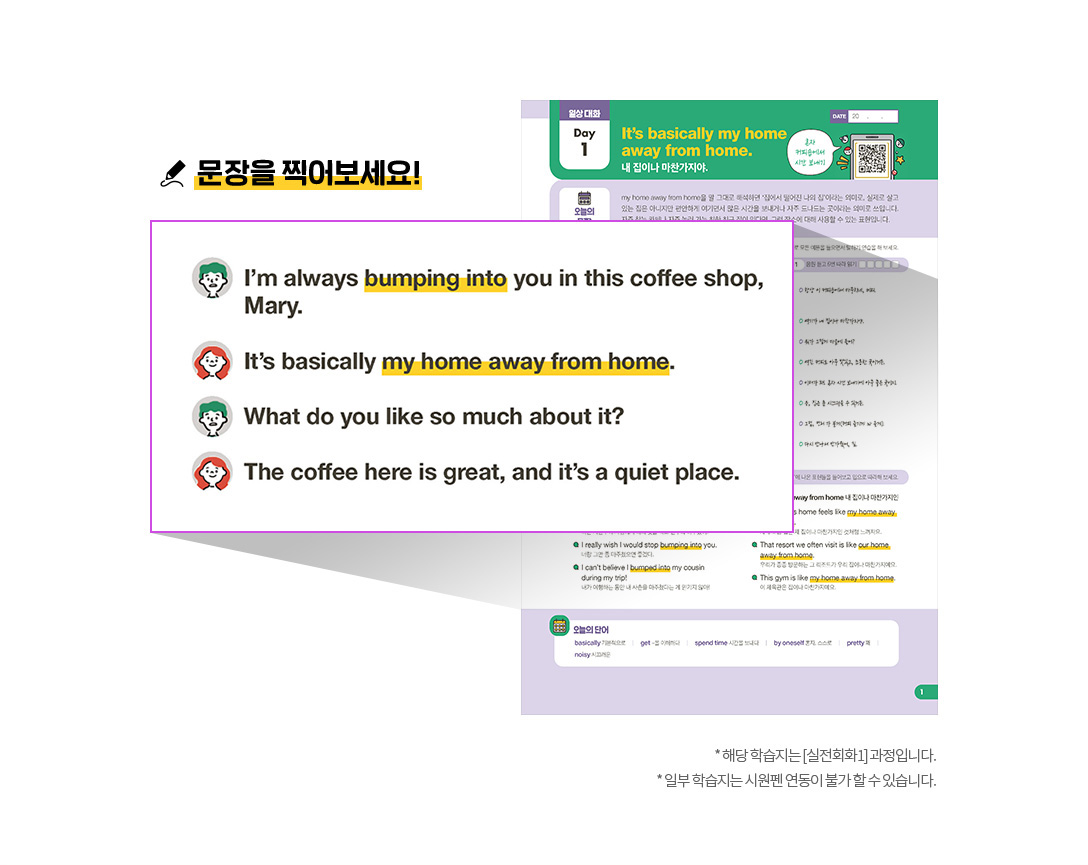 문장을 찍어보세요!
I'm always bumping into you in this coffee shop,
Mary.
It's basically my home away from home.
What do you like so much about it?
The coffee here is great, and it's a quiet place.
일상 대화
Day
1
It's basically my home
away from home.
내 집이나 마찬가지야.
혼자
커피숍에서
시간 보내기
DATE 20 . .
오늘의
my home away from home을 말 그대로 해석하면 '집에서 떨어진 나의 집'이라는 의미로, 실제로 살고
있는 집은 아니지만 편안하게 여기면서 많은 시간을 보내거나 자주 드나드는 곳이라는 의미로 쓰입니다.
away from home 내 집이나 마찬가지인
home feels like my home away
I really wish I would stop bumping into you.
너랑 그만 좀 마주쳤으면 좋겠다.
I can't believe I bumped into my cousin
during my trip!
내가 여행하는 동안 내 사촌을 마주쳤다는 게 믿기지 않아!
That resort we often visit is like our home
away from home.
우리가 종종 방문하는 그 리조트가 우리 집이나 마찬가지예요.
This gym is like my home away from home.
이 체육관은 집이나 마찬가지예요.
오늘의 단어
basically 기본적으로 | get ~을 이해하다 | spend time 시간을 보내다 | by oneself 혼자, 스스로 | pretty 꽤 |
noisy 시끄러운
1
* 해당 학습지는 [실전회화1] 과정입니다.
* 일부 학습지는 시원펜 연동이 불가 할 수 있습니다.